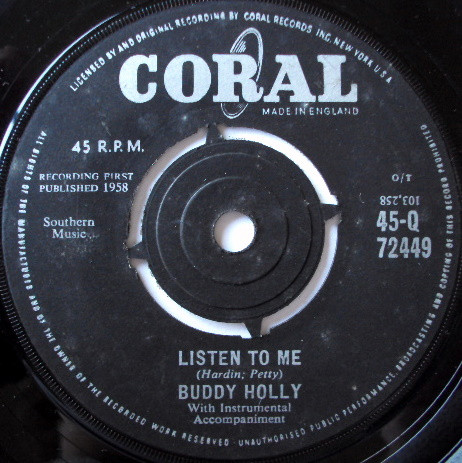 LICENSED BY AND ORIGINAL RECORDING BY CORAL RECORDS INC, NEW YORK U.S.A.
CORAL
MADE IN ENGLAND
45 R.P.M.
RECORDING FIRST
PUBLISHED 1958
O/T
103,258
Southern
Music
45-Q
72449
LISTEN TO ME
(Hardin; Petty)
BUDDY HOLLY
With Instrumental
Accompaniment
ALL RIGHTS OF THE MANUFACTURER AND OF THE OWNER OF THE RECORDED WORK RESERVED - UNAUTHORISED PUBLIC PERFORMANCE, BROADCASTING AND COPYING OF THIS RECORD PROHIBITED